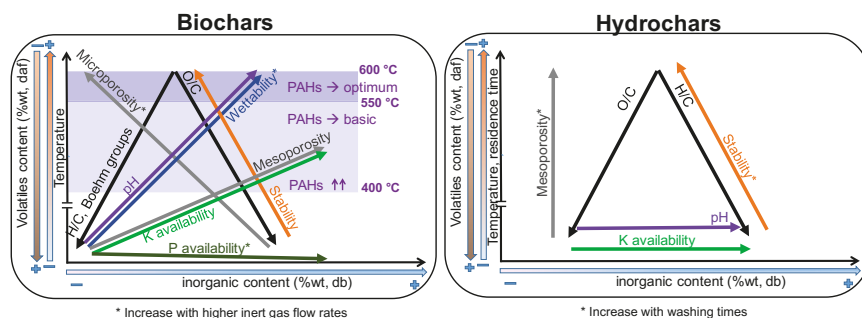 Biochars
Hydrochars
− +
Volatiles content (%wt, daf)
+ −
Temperature
Microporosity*
O/C
Wettability*
600 °C
PAHs → optimum
550 °C
PAHs → basic
Mesoporosity
PAHs ↑↑
400 °C
H/C, Boehm groups
pH
K availability
Stability
P availability*
inorganic content (%wt, db)
− +
* Increase with higher inert gas flow rates
− +
Volatiles content (%wt, daf)
+ −
Temperature, residence time
Mesoporosity*
O/C
H/C
Stability*
pH
K availability
inorganic content (%wt, db)
− +
* Increase with washing times